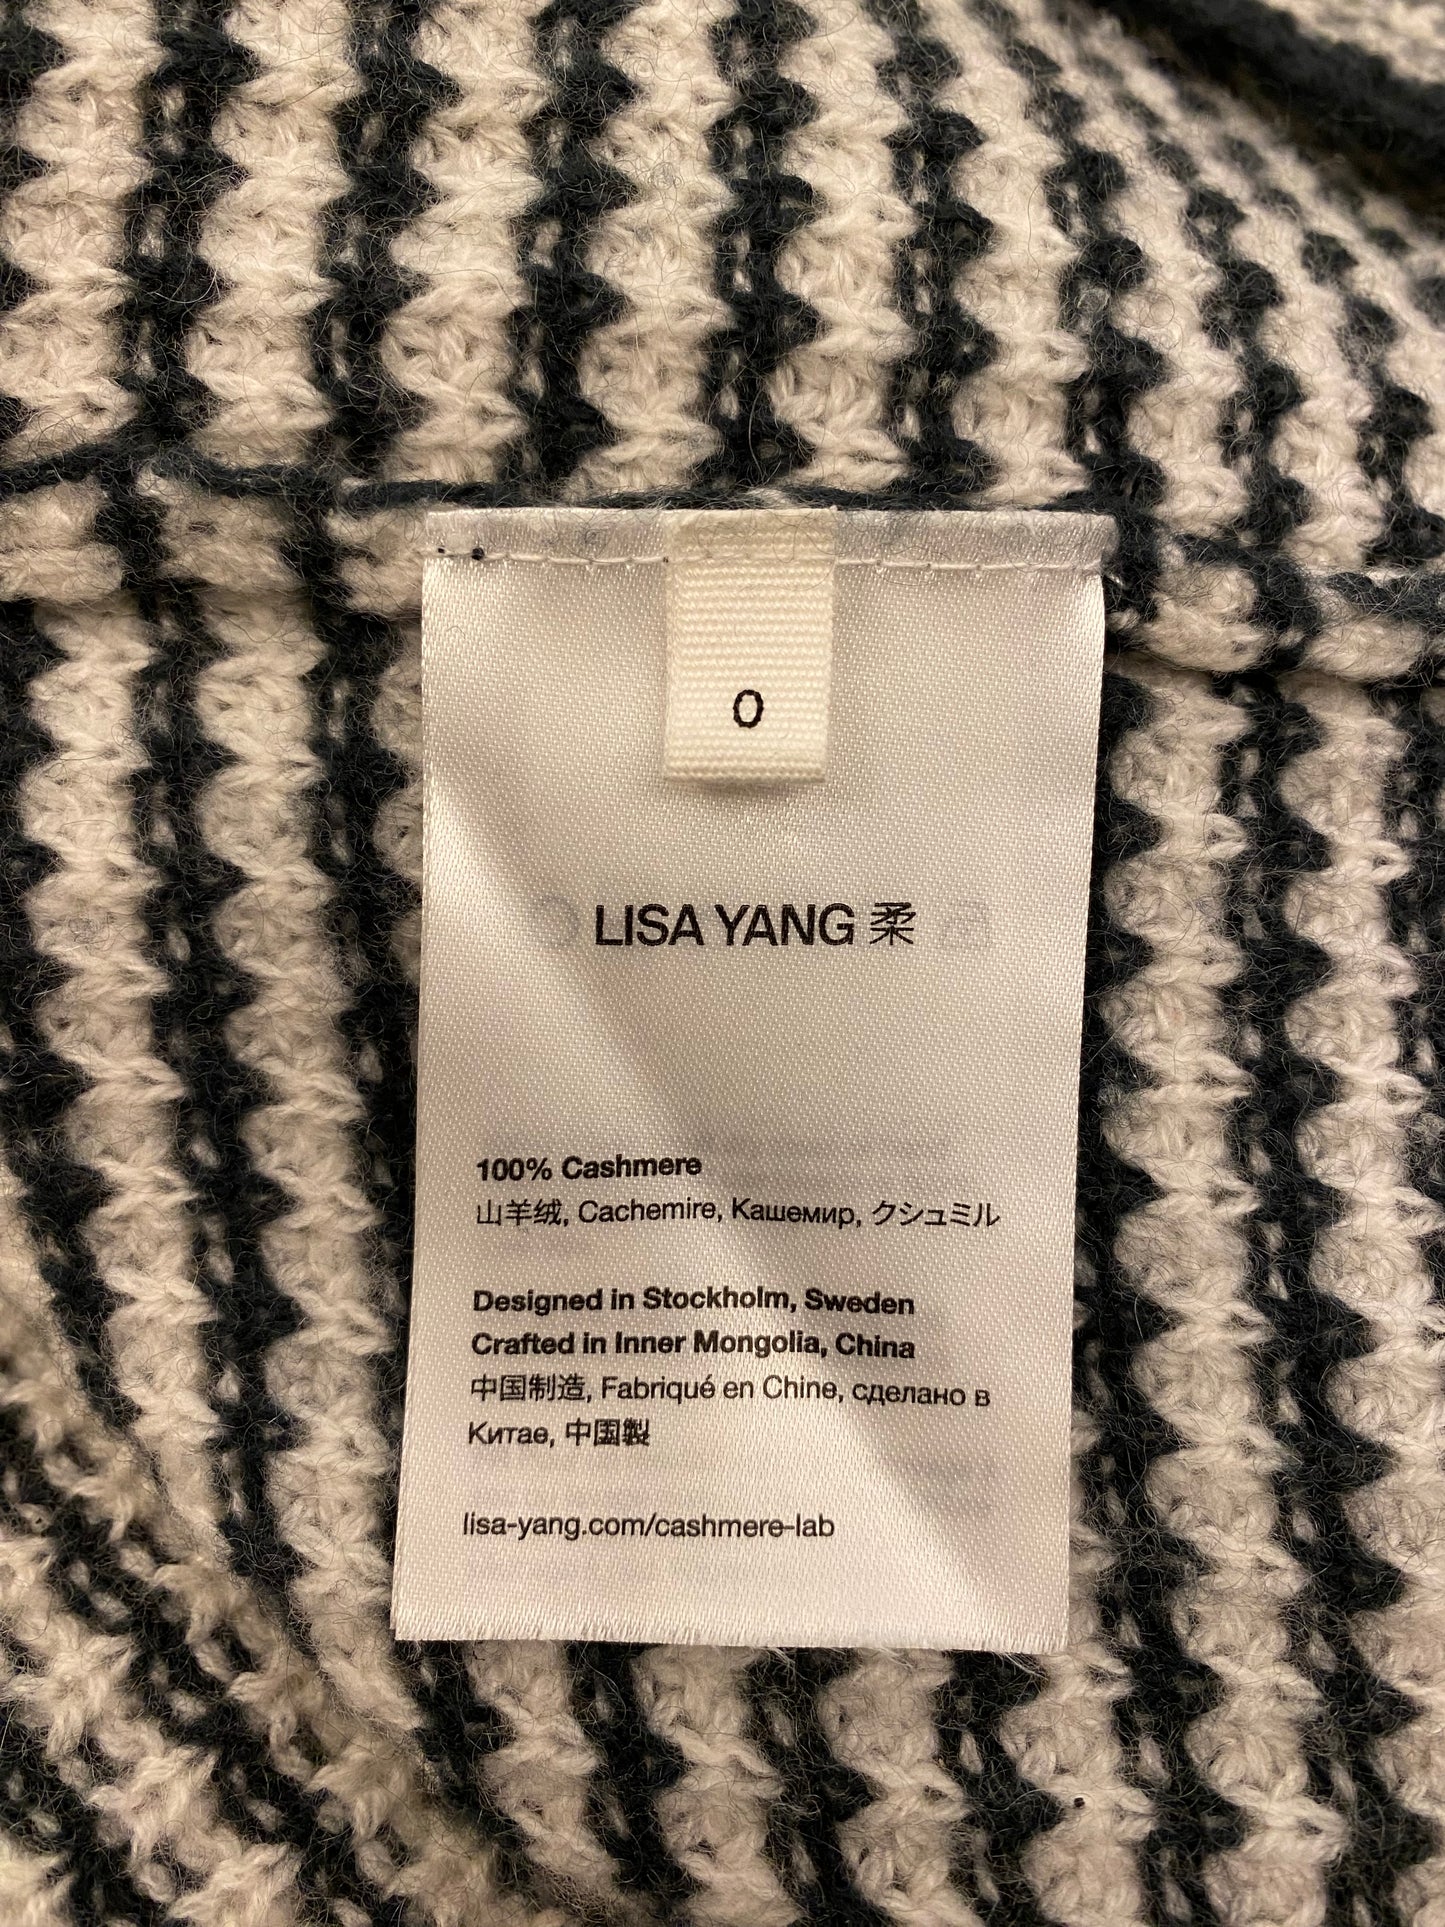 0
LISA YANG 柔
100% Cashmere
山羊绒, Cachemire, Кашемир, クシュミル
Designed in Stockholm, Sweden
Crafted in Inner Mongolia, China
中国制造, Fabriqué en Chine, сделано в
Китае, 中国製
lisa-yang.com/cashmere-lab